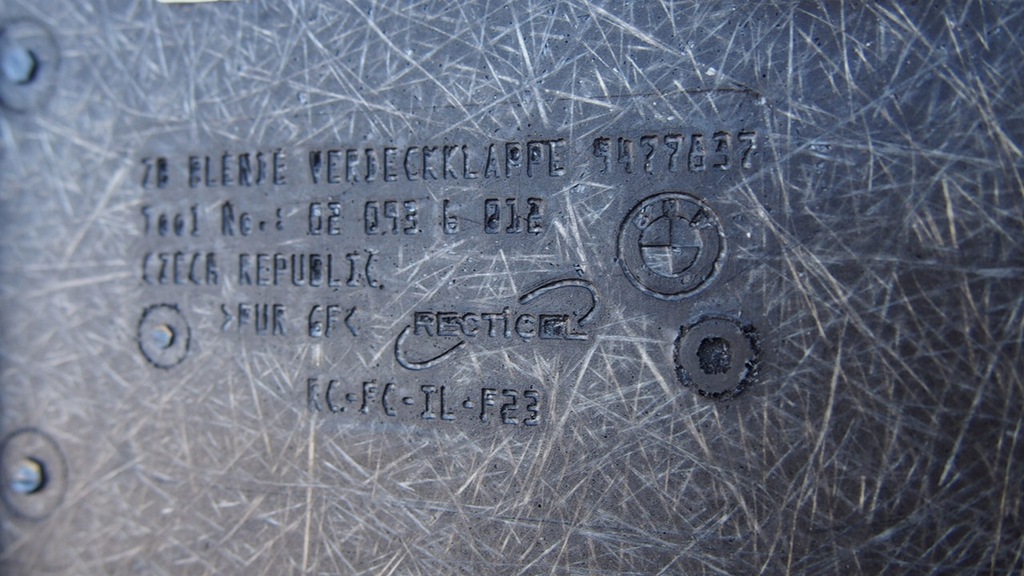 ZB BLENDE VERDECKKLAPPE 9477837
Tool No.: 02 093 6 012
CZECH REPUBLIC
BMW
>PUR GF<
RECTICEL
RC-FC-IL-F23